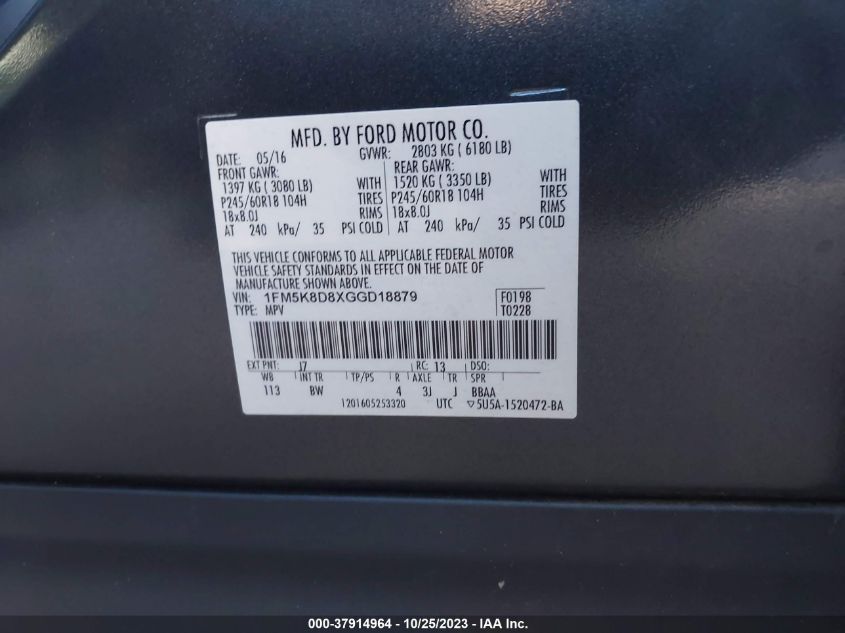 MFD. BY FORD MOTOR CO.
DATE: 05/16 GVWR: 2803 KG ( 6180 LB)
FRONT GAWR: REAR GAWR:
1397 KG ( 3080 LB) WITH 1520 KG ( 3350 LB) WITH
P245/60R18 104H TIRES P245/60R18 104H TIRES
18x8.0J RIMS 18x8.0J RIMS
AT 240 kPa/ 35 PSI COLD AT 240 kPa/ 35 PSI COLD
THIS VEHICLE CONFORMS TO ALL APPLICABLE FEDERAL MOTOR
VEHICLE SAFETY STANDARDS IN EFFECT ON THE DATE OF
MANUFACTURE SHOWN ABOVE.
VIN: 1FM5K8D8XGGD18879 F0198
TYPE: MPV T0228
EXT PNT: J7 RC: 13 DSO:
WB INT TR TP/PS R AXLE TR SPR
113 BW 4 3J J BBAA
1201605253320 UTC ▽5U5A-1520472-BA
000-37914964 - 10/25/2023 - IAA Inc.